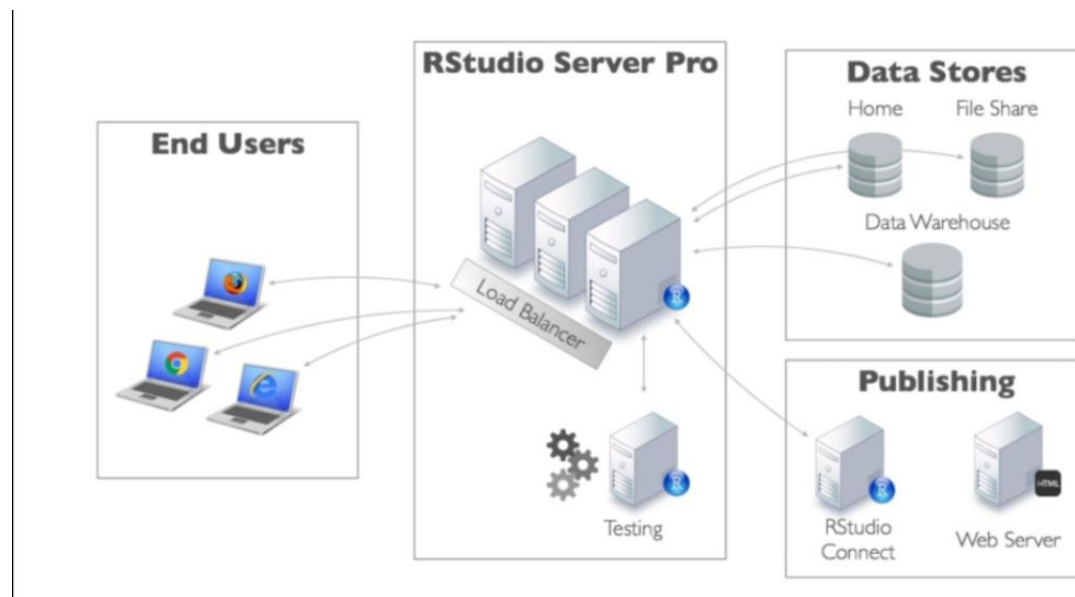 End Users
RStudio Server Pro
Load Balancer
Testing
Data Stores
Home
File Share
Data Warehouse
Publishing
RStudio
Connect
Web Server
R
R
R
HTML